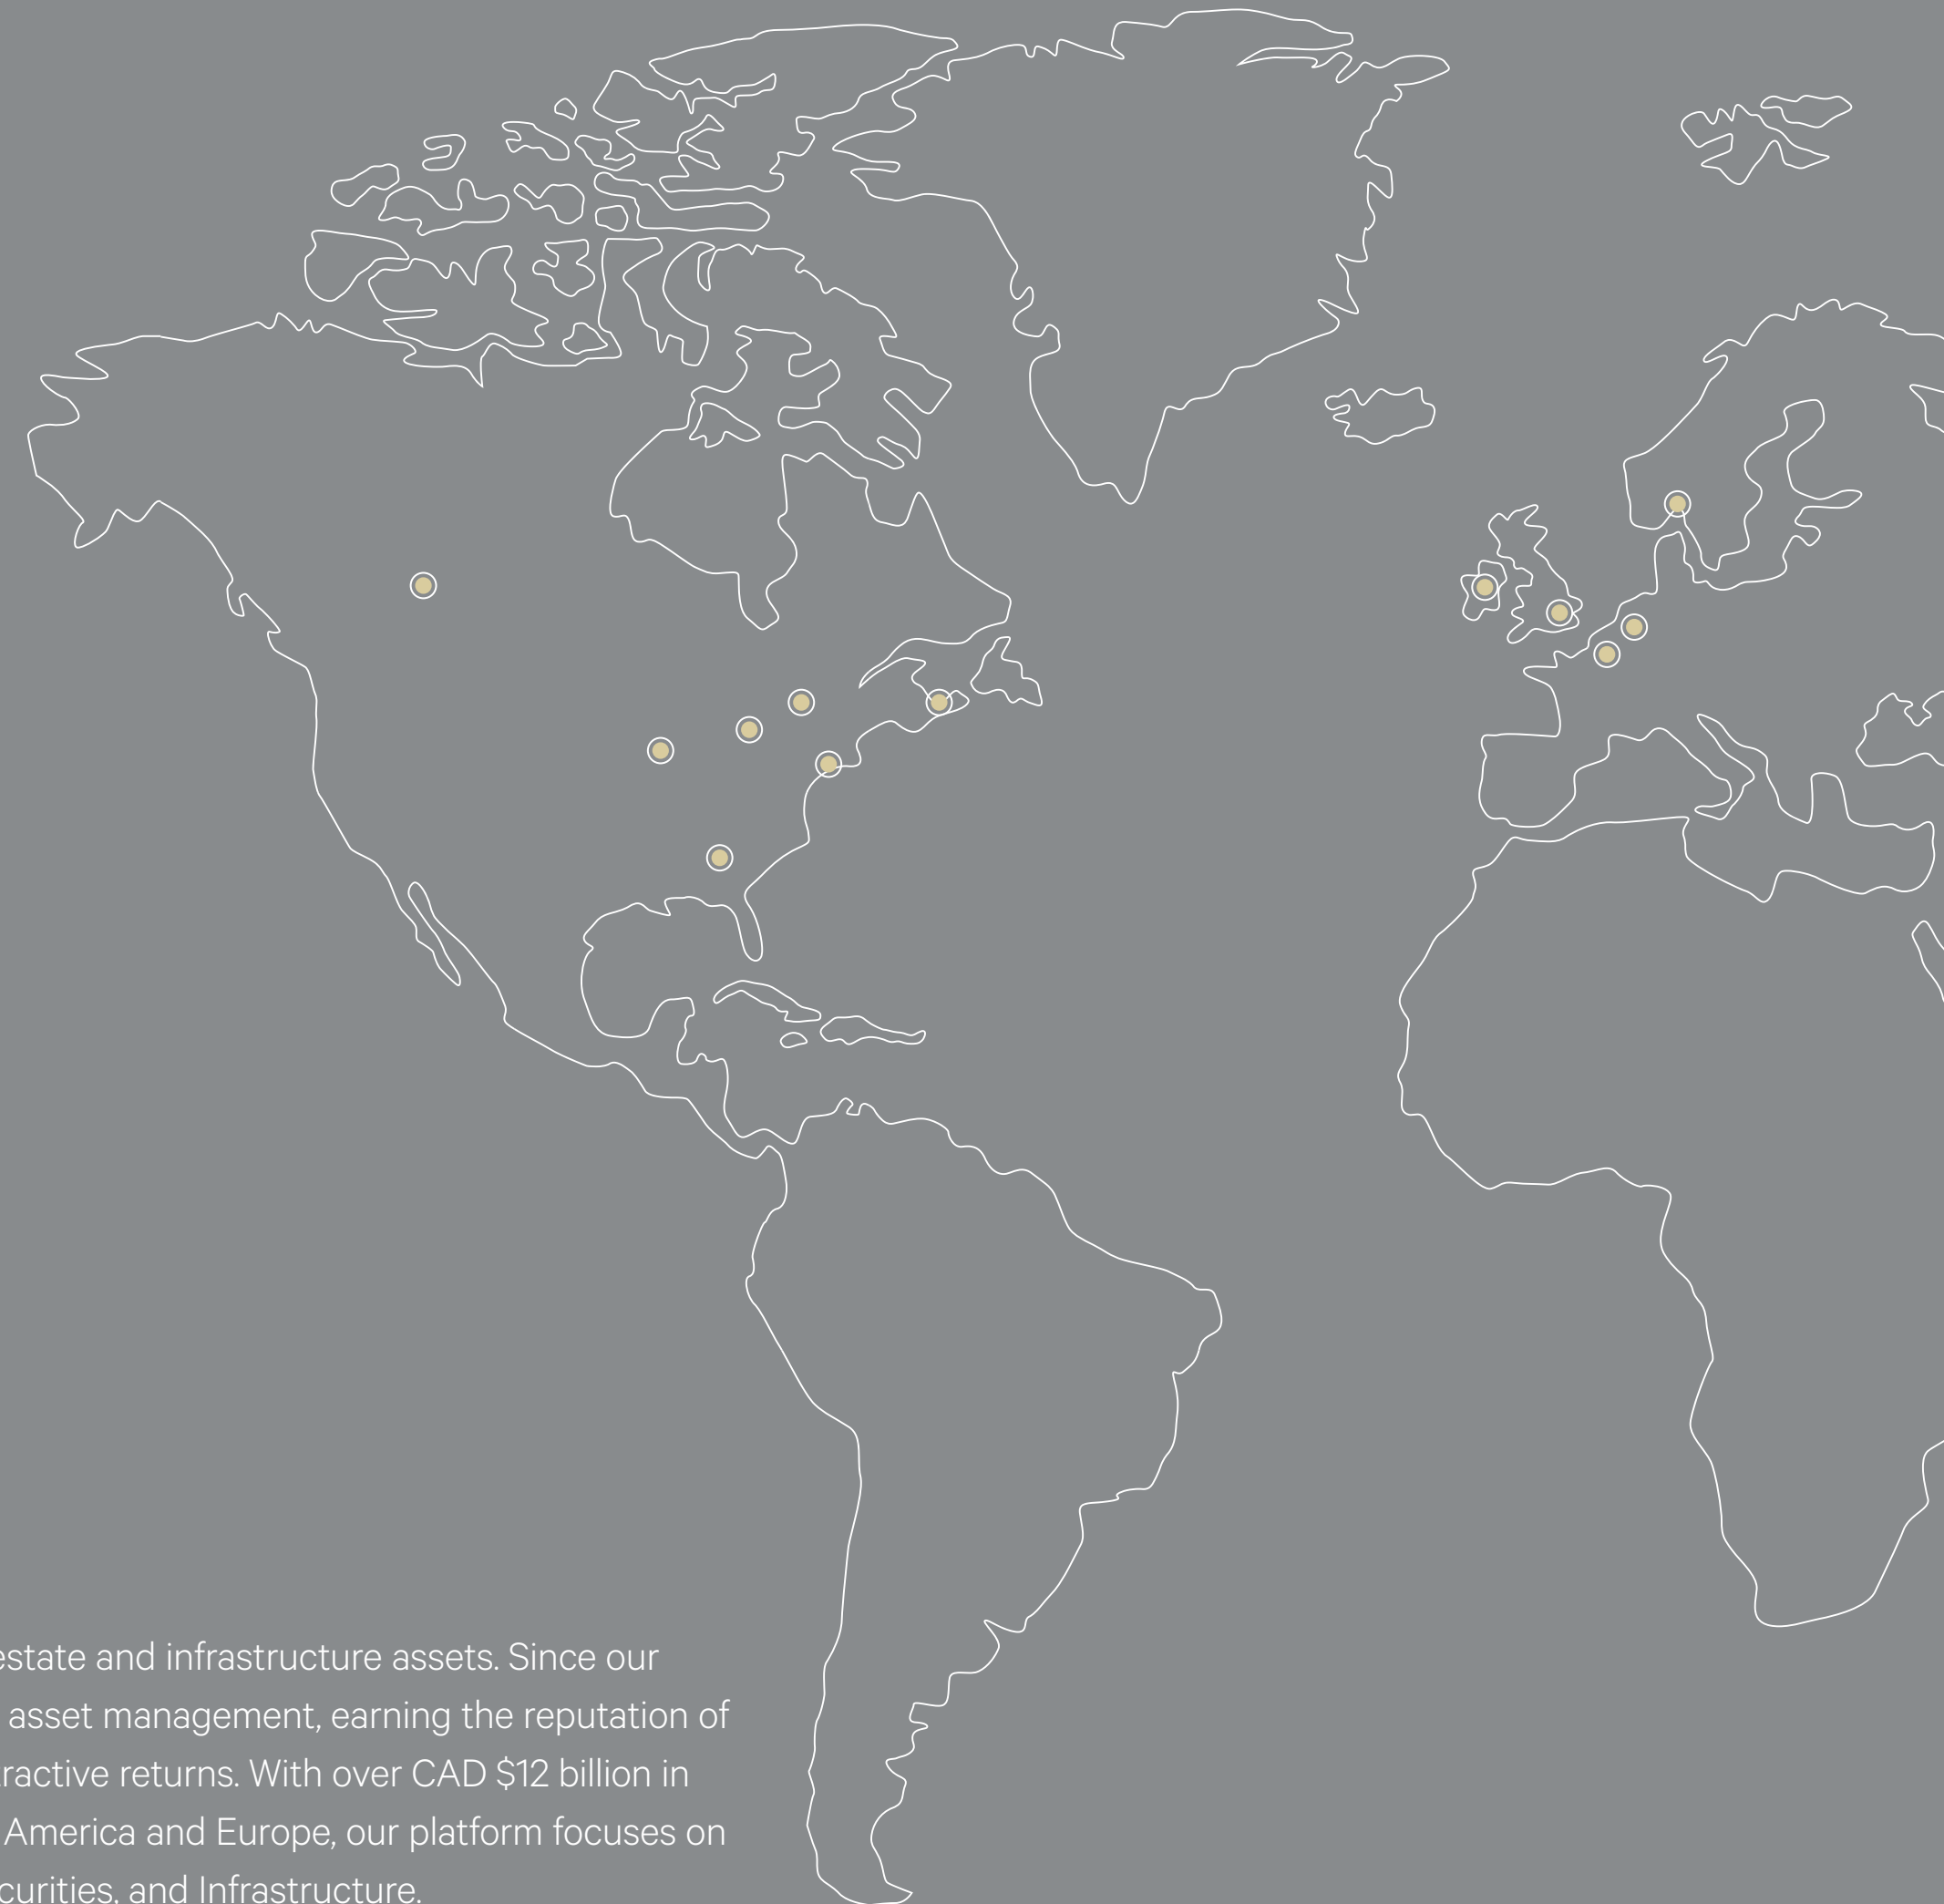 estate and infrastructure assets. Since our
asset management, earning the reputation of
ractive returns. With over CAD $12 billion in
America and Europe, our platform focuses on
curities, and Infrastructure.